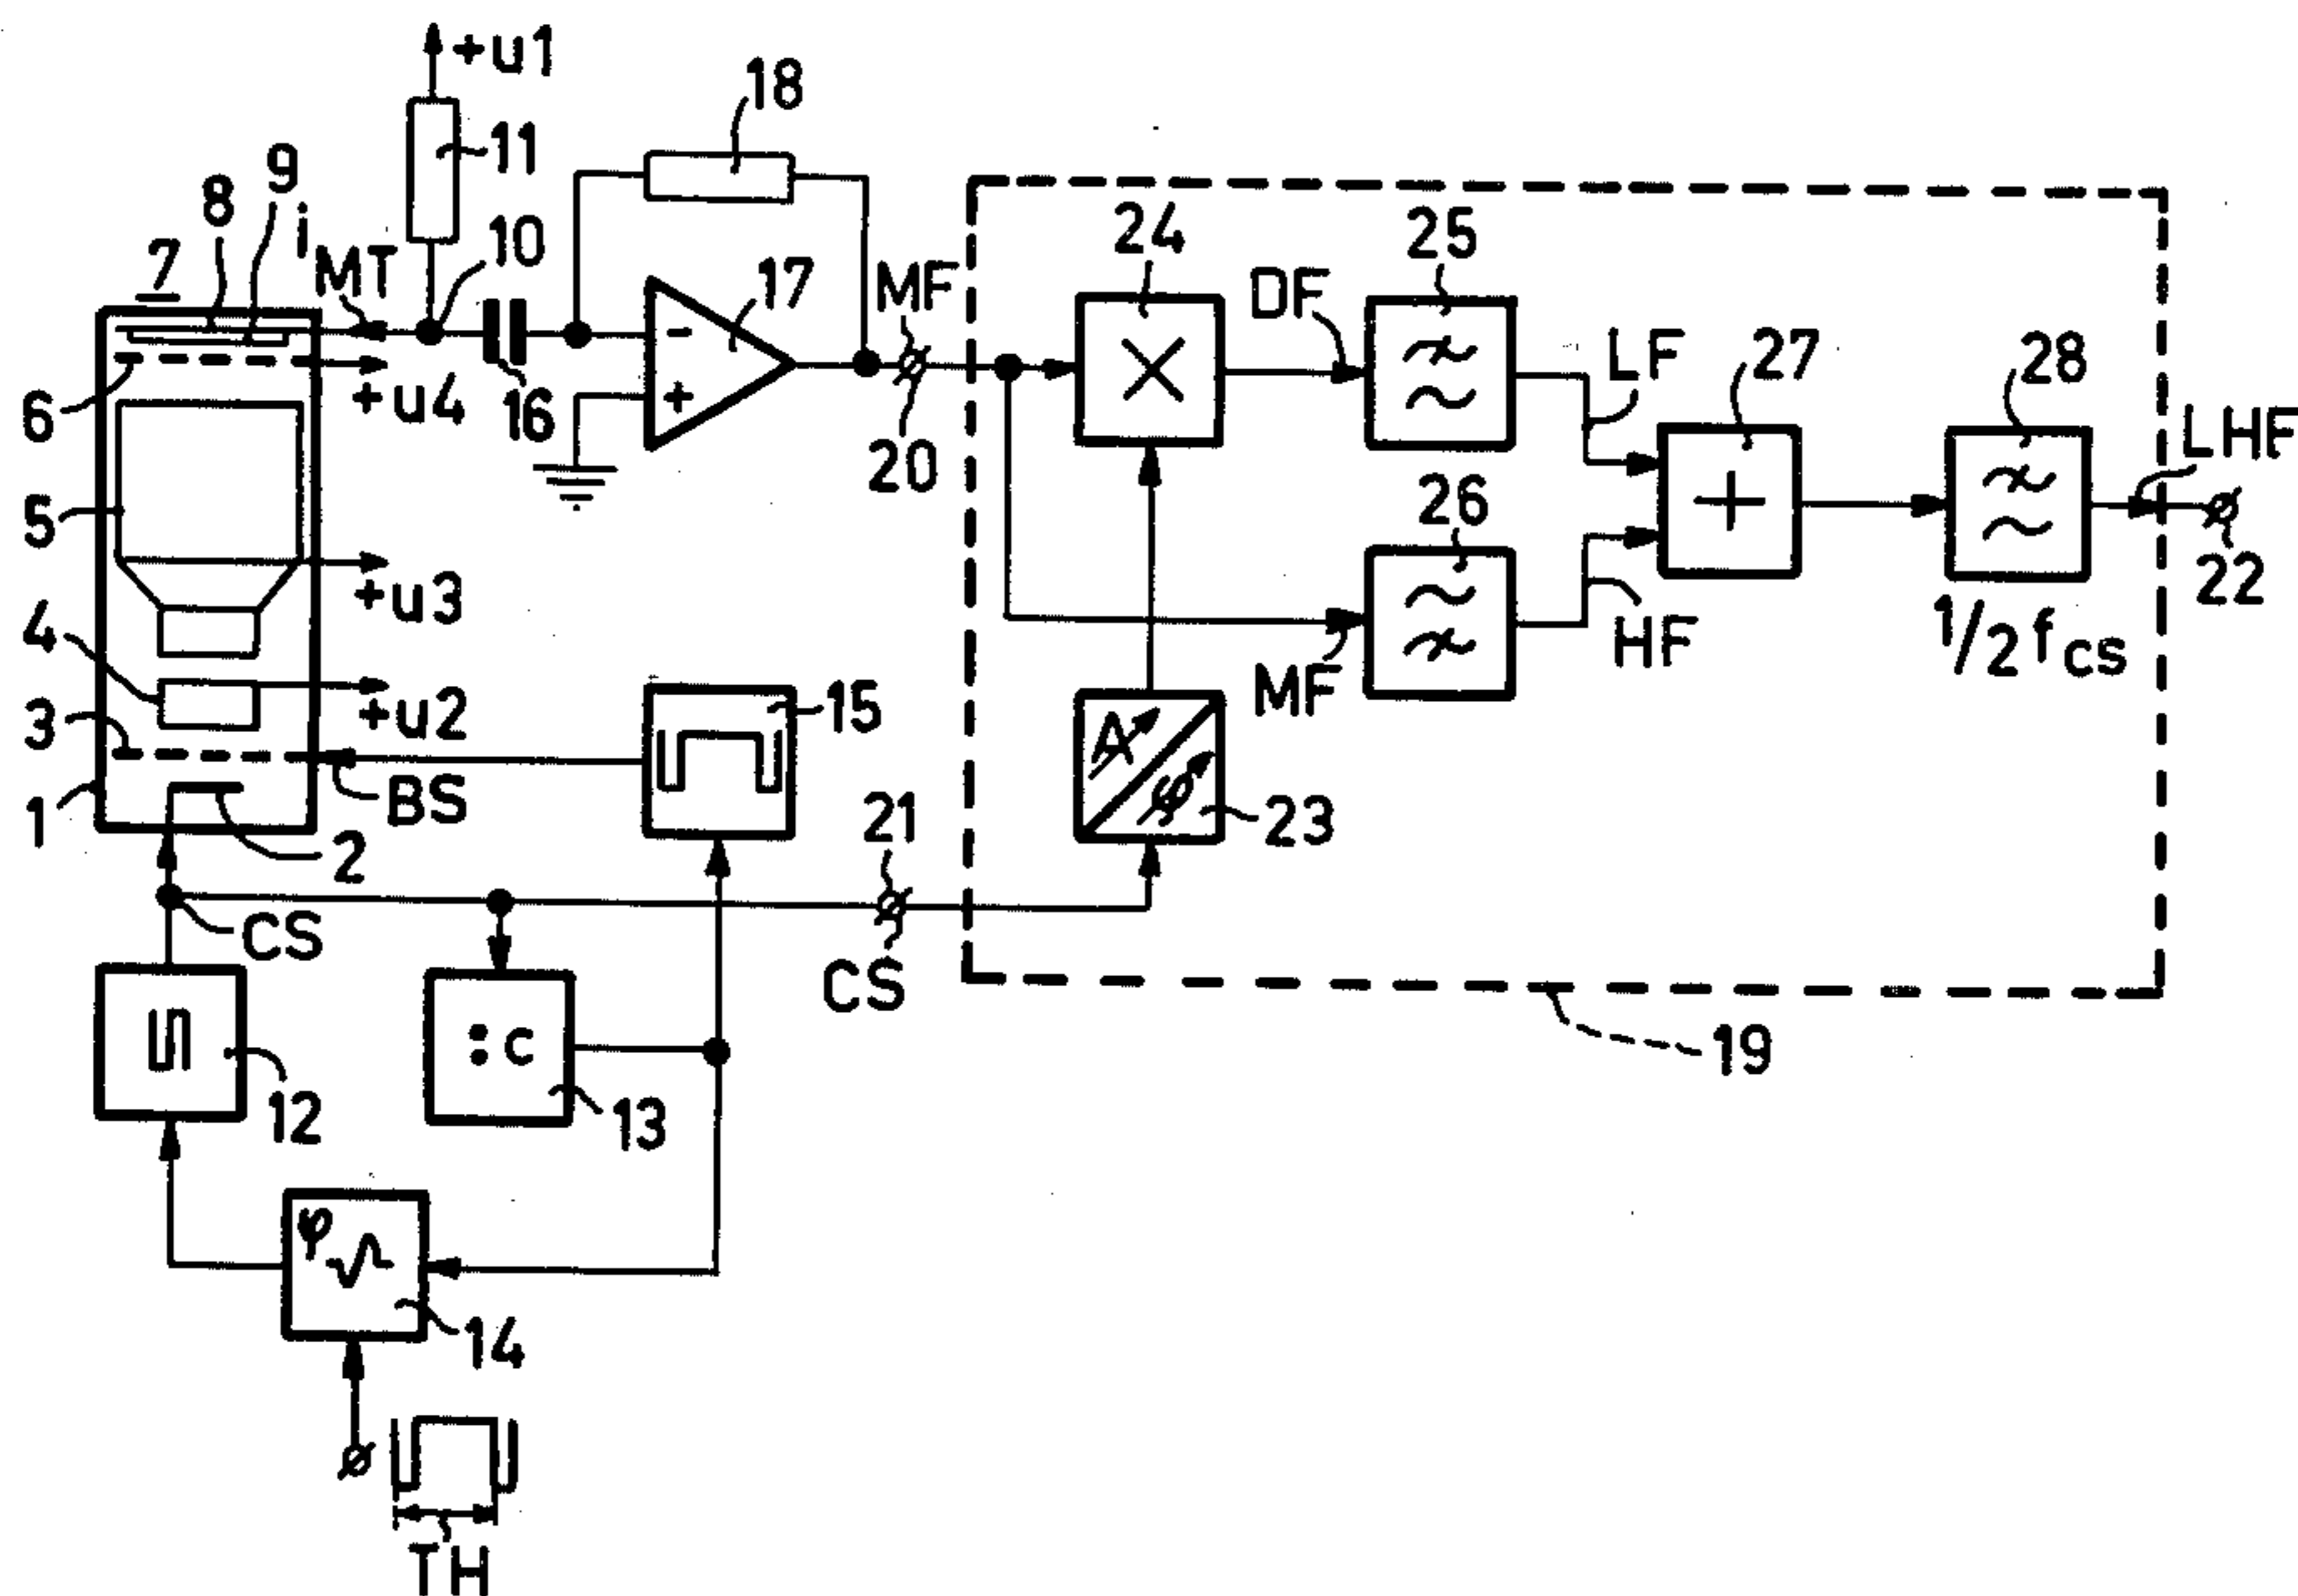 +u1
18
11
9
8
i
MT
10
7
17
MF
24
25
DF
LF
27
28
LHF
6
+u4
16
-
+
20
×
+
26
5
22
+u3
4
HF
1/2 fcs
MF
3
+u2
15
A
φ
23
1
BS
2
21
CS
CS
19
:c
12
13
φ
14
TH